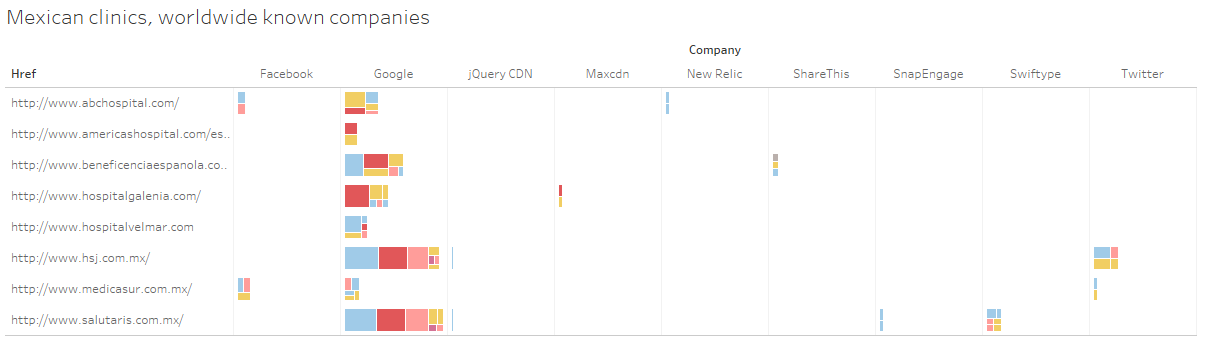 Mexican clinics, worldwide known companies
Company
Href Facebook Google jQuery CDN Maxcdn New Relic ShareThis SnapEngage Swiftype Twitter
http://www.abchospital.com/
http://www.americashospital.com/es..
http://www.beneficenciaespanola.co..
http://www.hospitalgalenia.com/
http://www.hospitalvelmar.com
http://www.hsj.com.mx/
http://www.medicasur.com.mx/
http://www.salutaris.com.mx/